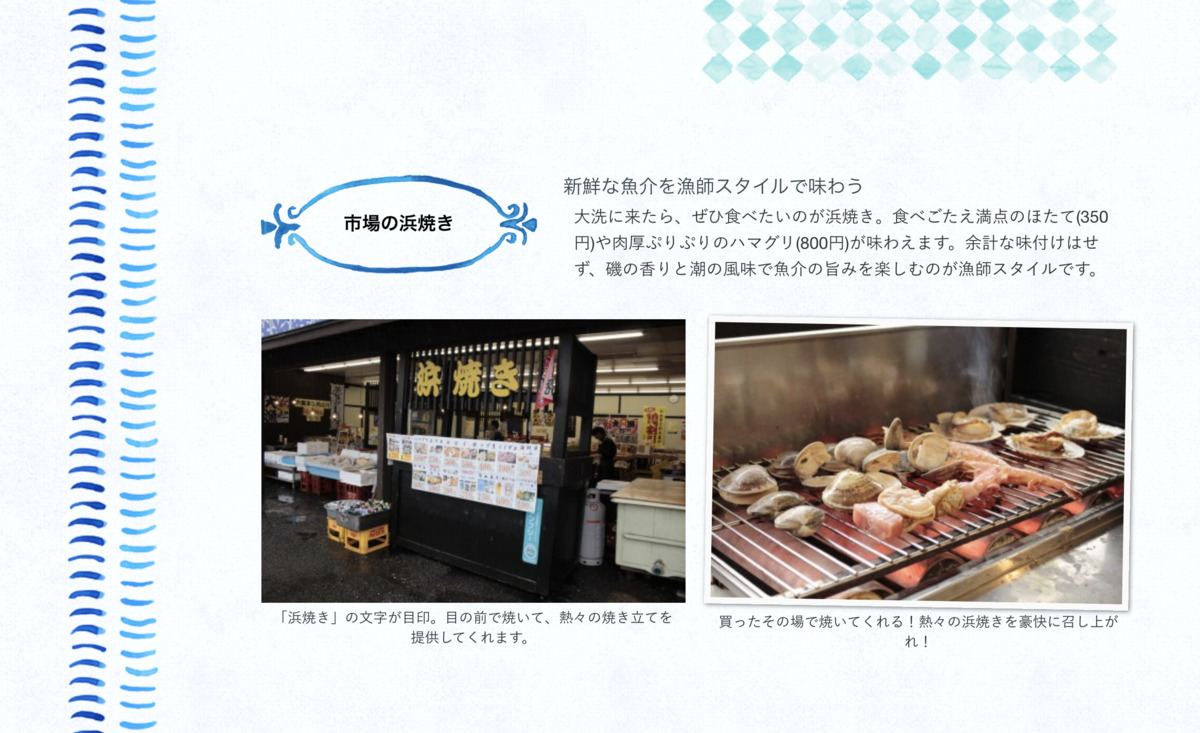 市場の浜焼き
新鮮な魚介を漁師スタイルで味わう
大洗に来たら、ぜひ食べたいのが浜焼き。食べごたえ満点のほたて(350
円)や肉厚ぷりぷりのハマグリ(800円)が味わえます。余計な味付けはせ
ず、磯の香りと潮の風味で魚介の旨みを楽しむのが漁師スタイルです。
浜焼き
「浜焼き」の文字が目印。目の前で焼いて、熱々の焼き立てを
提供してくれます。
買ったその場で焼いてくれる！熱々の浜焼きを豪快に召し上が
れ！